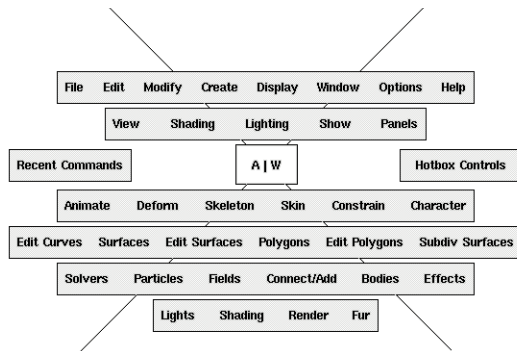 File Edit Modify Create Display Window Options Help
View Shading Lighting Show Panels
Recent Commands A | W Hotbox Controls
Animate Deform Skeleton Skin Constrain Character
Edit Curves Surfaces Edit Surfaces Polygons Edit Polygons Subdiv Surfaces
Solvers Particles Fields Connect/Add Bodies Effects
Lights Shading Render Fur